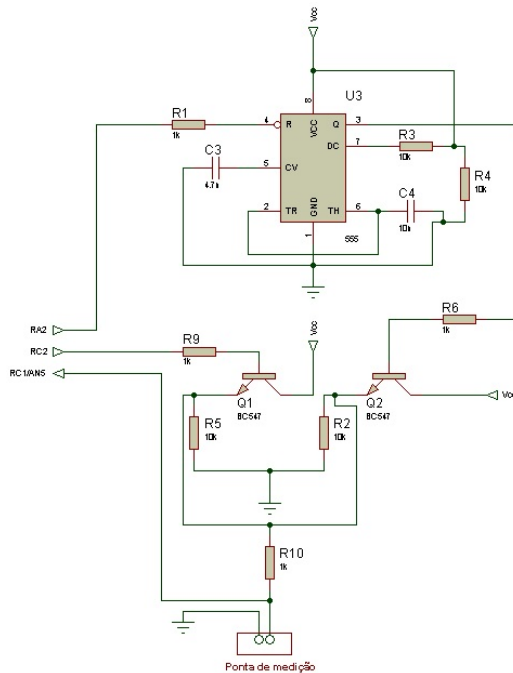 Vcc
U3
R1
1k
4
R
8
VCC
Q
3
DC
7
R3
10k
R4
10k
C3
4.7n
5
CV
2
TR
GND
1
TH
6
C4
10n
555
RA2
RC2
RC1/AN5
R9
1k
Vcc
R6
1k
Q1
BC547
Q2
BC547
Vcc
R5
10k
R2
10k
R10
1k
Ponta de medição